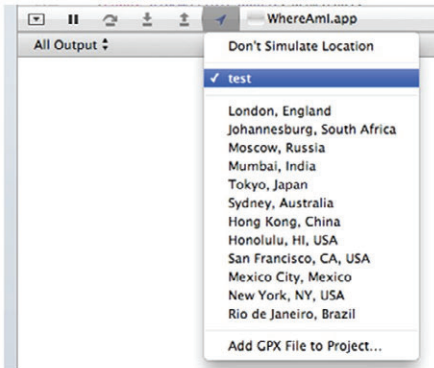 WhereAmI.app
All Output
Don't Simulate Location
✓ test
London, England
Johannesburg, South Africa
Moscow, Russia
Mumbai, India
Tokyo, Japan
Sydney, Australia
Hong Kong, China
Honolulu, HI, USA
San Francisco, CA, USA
Mexico City, Mexico
New York, NY, USA
Rio de Janeiro, Brazil
Add GPX File to Project...